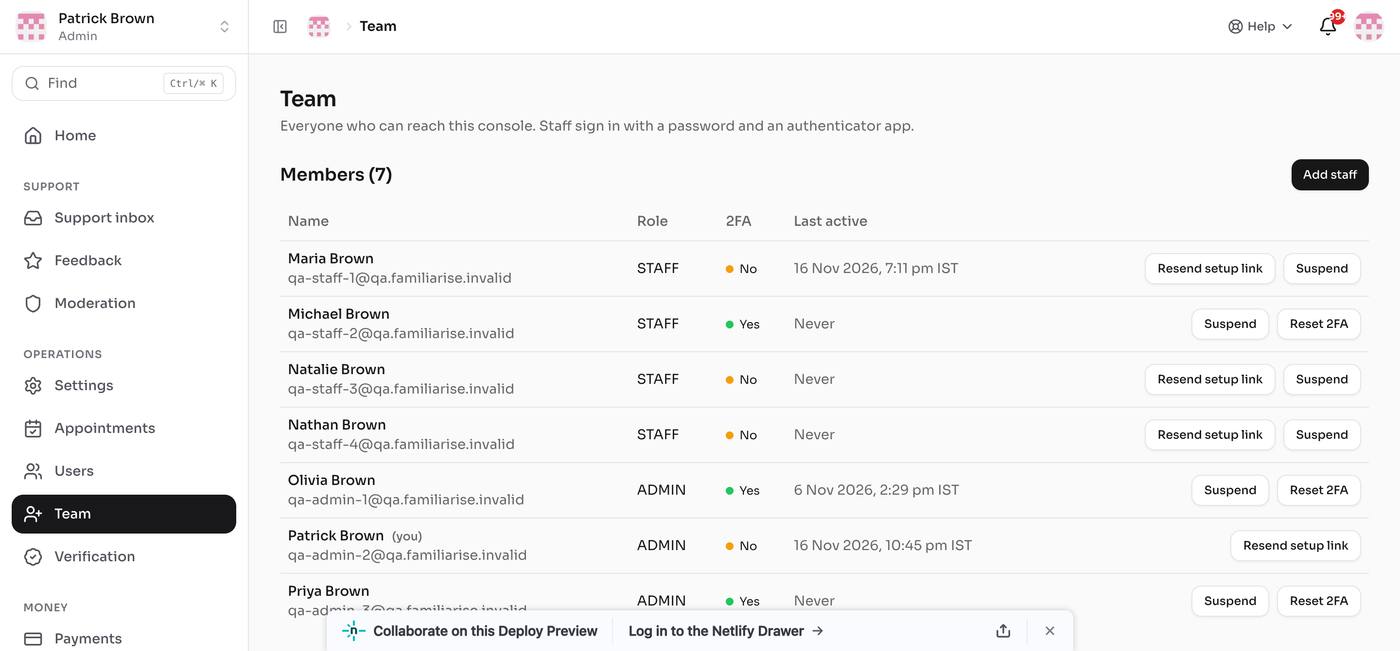 Patrick Brown
Admin
Team
Help
99+
Find
Ctrl/⌘ K
Home
SUPPORT
Support inbox
Feedback
Moderation
OPERATIONS
Settings
Appointments
Users
Team
Verification
MONEY
Payments
Team
Everyone who can reach this console. Staff sign in with a password and an authenticator app.
Members (7)
Add staff
Name Role 2FA Last active
Maria Brown
qa-staff-1@qa.familiarise.invalid
STAFF No 16 Nov 2026, 7:11 pm IST Resend setup link Suspend
Michael Brown
qa-staff-2@qa.familiarise.invalid
STAFF Yes Never Suspend Reset 2FA
Natalie Brown
qa-staff-3@qa.familiarise.invalid
STAFF No Never Resend setup link Suspend
Nathan Brown
qa-staff-4@qa.familiarise.invalid
STAFF No Never Resend setup link Suspend
Olivia Brown
qa-admin-1@qa.familiarise.invalid
ADMIN Yes 6 Nov 2026, 2:29 pm IST Suspend Reset 2FA
Patrick Brown (you)
qa-admin-2@qa.familiarise.invalid
ADMIN No 16 Nov 2026, 10:45 pm IST Resend setup link
Priya Brown
qa-admin-3@qa.familiarise.invalid
ADMIN Yes Never Suspend Reset 2FA
Collaborate on this Deploy Preview Log in to the Netlify Drawer →